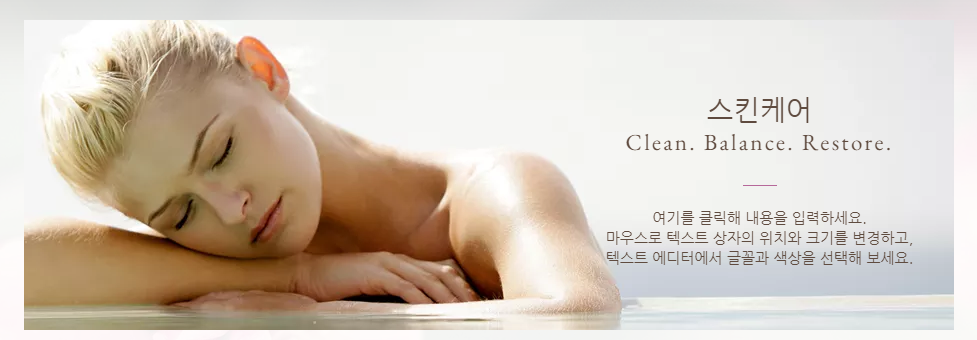 스킨케어
Clean. Balance. Restore.
여기를 클릭해 내용을 입력하세요.
마우스로 텍스트 상자의 위치와 크기를 변경하고,
텍스트 에디터에서 글꼴과 색상을 선택해 보세요.